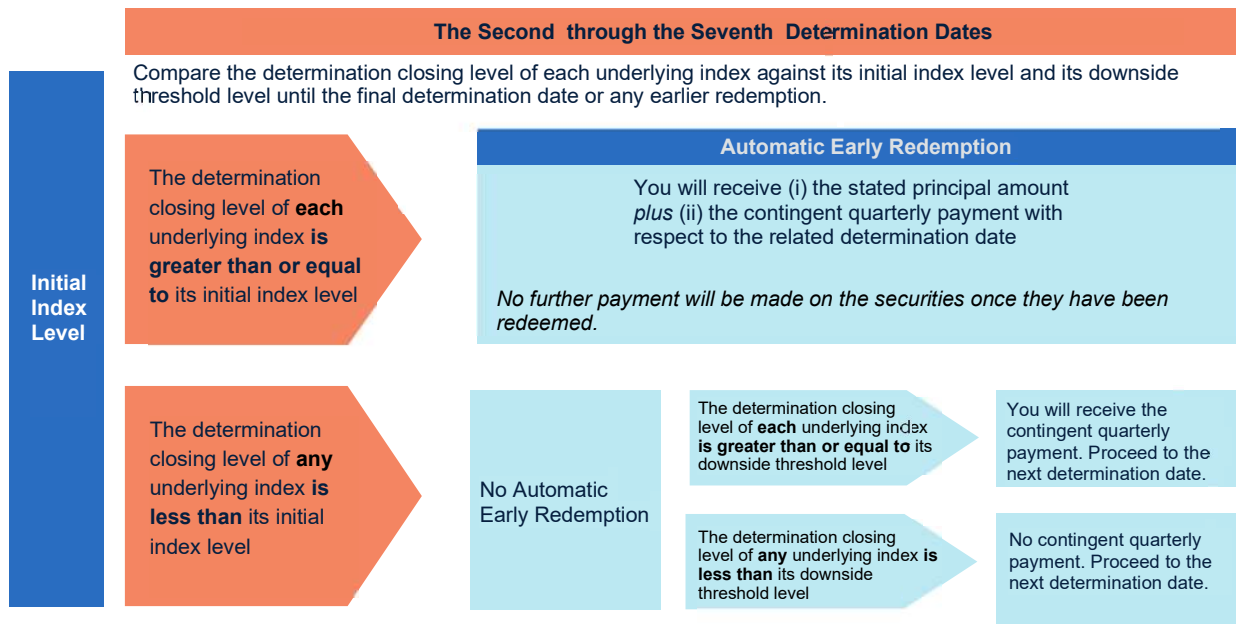 The Second through the Seventh Determination Dates
Compare the determination closing level of each underlying index against its initial index level and its downside
threshold level until the final determination date or any earlier redemption.
Initial
Index
Level
The determination
closing level of each
underlying index is
greater than or equal
to its initial index level
Automatic Early Redemption
You will receive (i) the stated principal amount
plus (ii) the contingent quarterly payment with
respect to the related determination date
No further payment will be made on the securities once they have been
redeemed.
The determination
closing level of any
underlying index is
less than its initial
index level
No Automatic
Early Redemption
The determination closing
level of each underlying index
is greater than or equal to its
downside threshold level
You will receive the
contingent quarterly
payment. Proceed to the
next determination date.
The determination closing
level of any underlying index is
less than its downside
threshold level
No contingent quarterly
payment. Proceed to the
next determination date.